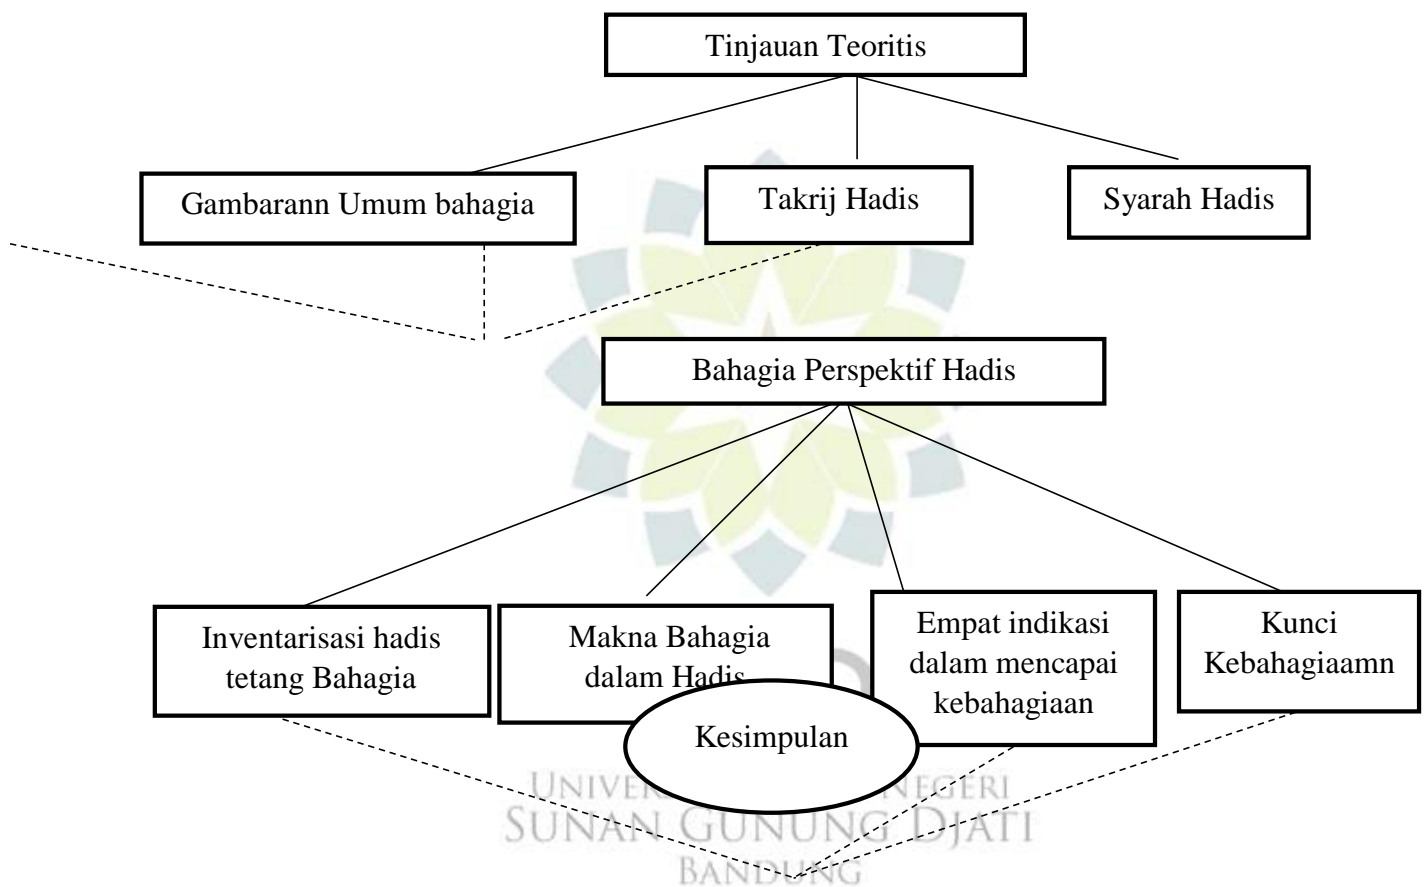 Tinjauan Teoritis
Gambarann Umum bahagia
Takrij Hadis
Syarah Hadis
Bahagia Perspektif Hadis
Inventarisasi hadis
tetang Bahagia
Makna Bahagia
dalam Hadis
Empat indikasi
dalam mencapai
kebahagiaan
Kunci
Kebahagiaamn
Kesimpulan
NEGERI
SUNAN GUNUNG DJATI
BANDUNG